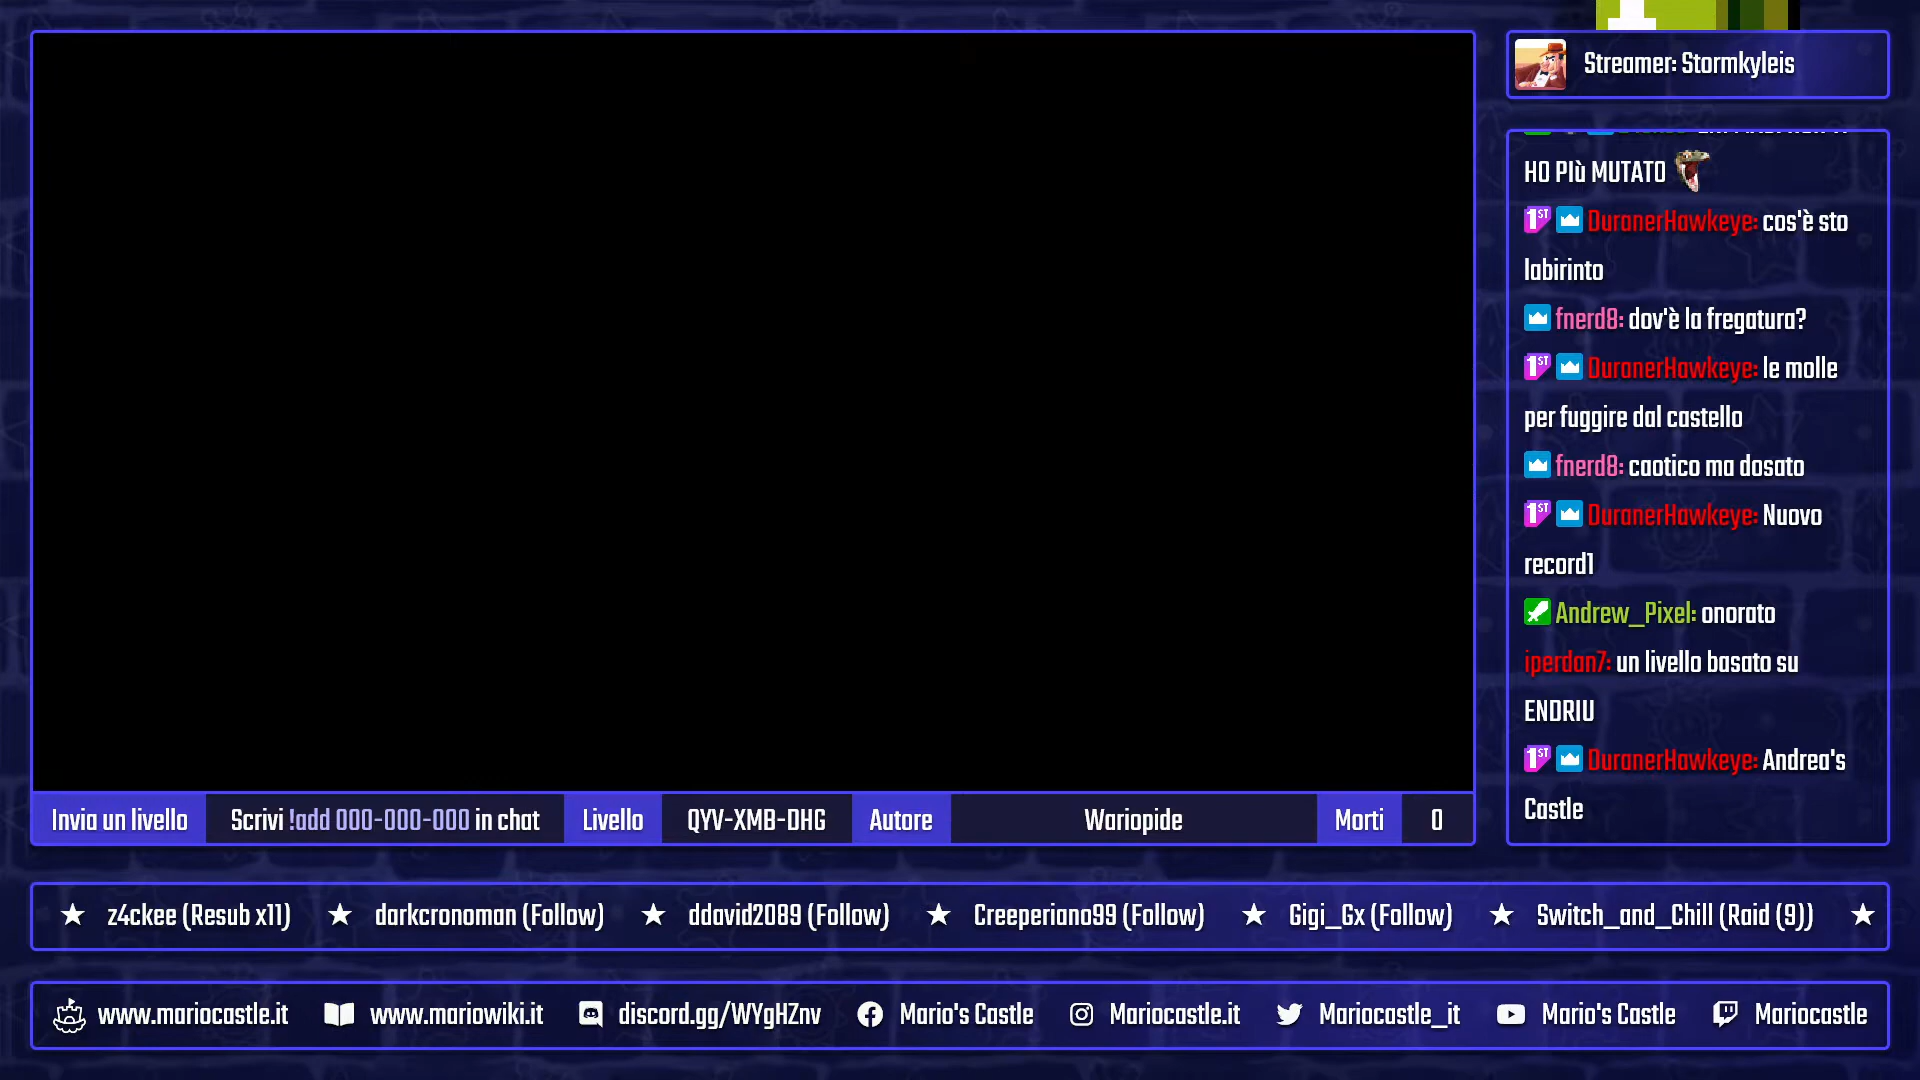 Streamer: Stormkyleis
HO PIù MUTATO
DuranerHawkeye: cos'è sto
labirinto
fnerd8: dov'è la fregatura?
DuranerHawkeye: le molle
per fuggire dal castello
fnerd8: caotico ma dosato
DuranerHawkeye: Nuovo
record1
Andrew_Pixel: onorato
iperdan7: un livello basato su
ENDRIU
DuranerHawkeye: Andrea's
Castle
Invia un livello Scrivi !add 000-000-000 in chat Livello QYV-XMB-DHG Autore Wariopide Morti 0
★ z4ckee (Resub x11) ★ darkcronoman (Follow) ★ ddavid2089 (Follow) ★ Creeperiano99 (Follow) ★ Gigi_Gx (Follow) ★ Switch_and_Chill (Raid (9)) ★
www.mariocastle.it www.mariowiki.it discord.gg/WYgHZnv Mario's Castle Mariocastle.it Mariocastle_it Mario's Castle Mariocastle